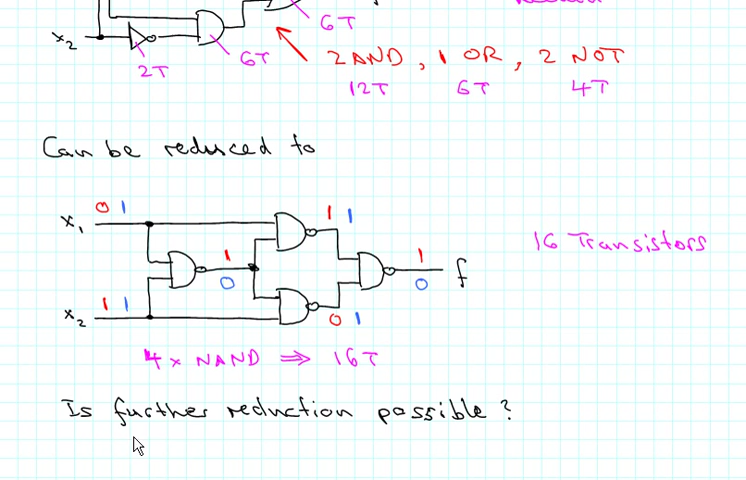 6T
x2
2T
6T
2 AND, 1 OR, 2 NOT
12T 6T 4T
Can be reduced to
x1 0 1 1 1
16 Transistors
1 1
0 0
f
x2 1 1 0 1
4 x NAND ⇒ 16T
Is further reduction possible?